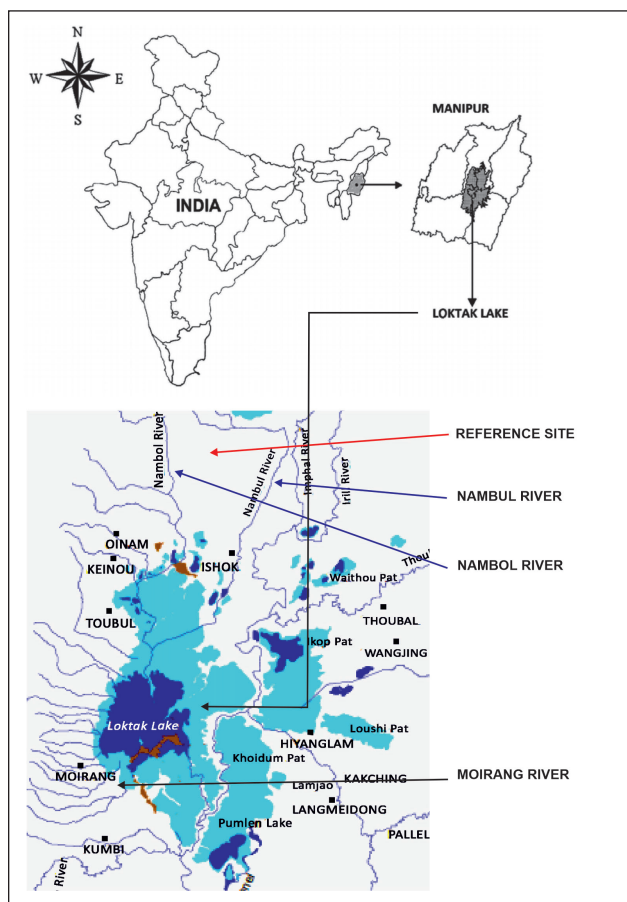 N
W E
S
INDIA
MANIPUR
LOKTAK LAKE
REFERENCE SITE
NAMBUL RIVER
NAMBOL RIVER
MOIRANG RIVER
Nambol River
Nambul River
Imphal River
Iril River
OINAM
KEINOU
ISHOK
TOUBUL
Waithou Pat
Thou
THOUBAL
WANGJING
Ikop Pat
Loktak Lake
Loushi Pat
HIYANGLAM
Khoidum Pat
MOIRANG
Lamjao
KAKCHING
LANGMEIDONG
Pumlen Lake
PALLEL
KUMBI
River